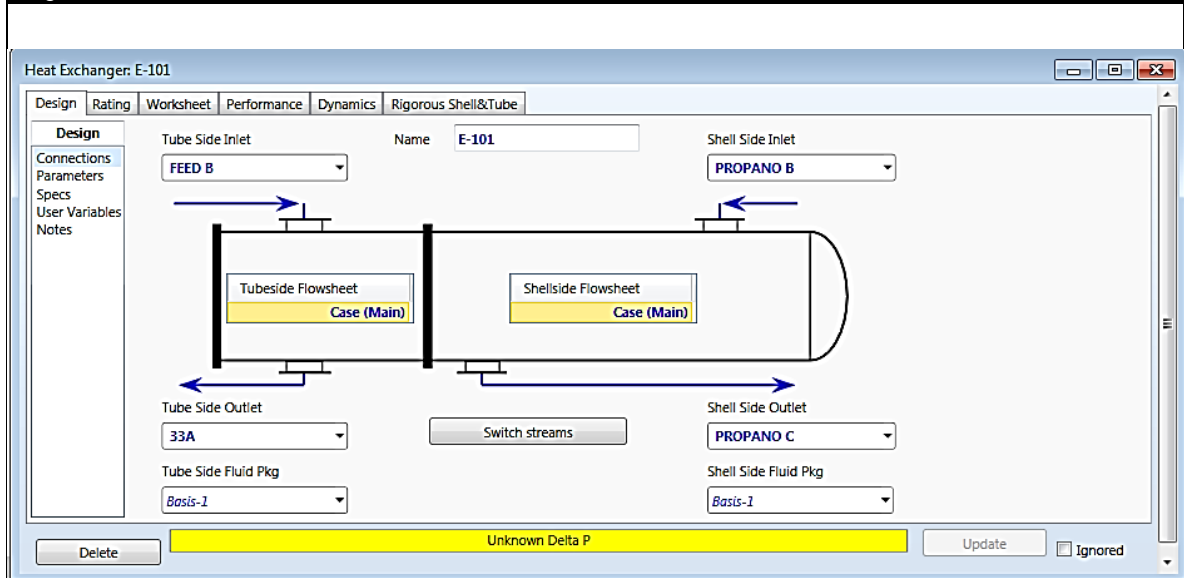 Heat Exchanger: E-101
Design Rating Worksheet Performance Dynamics Rigorous Shell&Tube
Design
Connections
Parameters
Specs
User Variables
Notes
Tube Side Inlet Name E-101 Shell Side Inlet
FEED B PROPANO B
Tubeside Flowsheet Shellside Flowsheet
Case (Main) Case (Main)
Tube Side Outlet Shell Side Outlet
33A Switch streams PROPANO C
Tube Side Fluid Pkg Shell Side Fluid Pkg
Basis-1 Basis-1
Delete Unknown Delta P Update Ignored